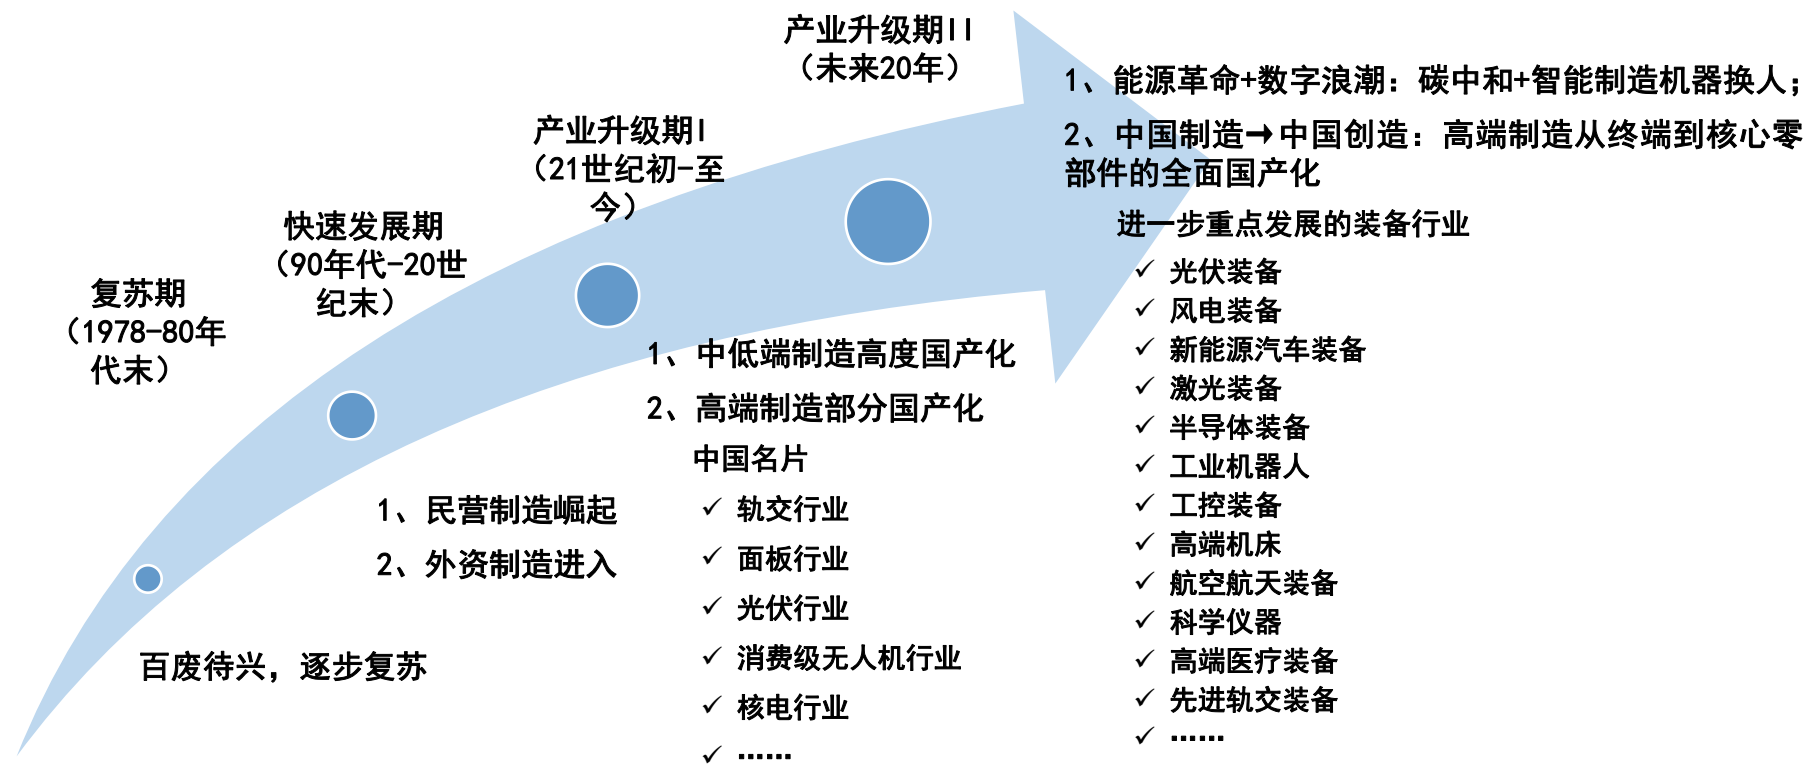 复苏期
（1978-80年
代末）
百废待兴，逐步复苏
快速发展期
（90年代-20世
纪末）
1、民营制造崛起
2、外资制造进入
产业升级期I
（21世纪初-至
今）
1、中低端制造高度国产化
2、高端制造部分国产化
中国名片
✓ 轨交行业
✓ 面板行业
✓ 光伏行业
✓ 消费级无人机行业
✓ 核电行业
✓ ……
产业升级期II
（未来20年）
1、能源革命+数字浪潮：碳中和+智能制造机器换人；
2、中国制造→中国创造：高端制造从终端到核心零
部件的全面国产化
进一步重点发展的装备行业
✓ 光伏装备
✓ 风电装备
✓ 新能源汽车装备
✓ 激光装备
✓ 半导体装备
✓ 工业机器人
✓ 工控装备
✓ 高端机床
✓ 航空航天装备
✓ 科学仪器
✓ 高端医疗装备
✓ 先进轨交装备
✓ ……